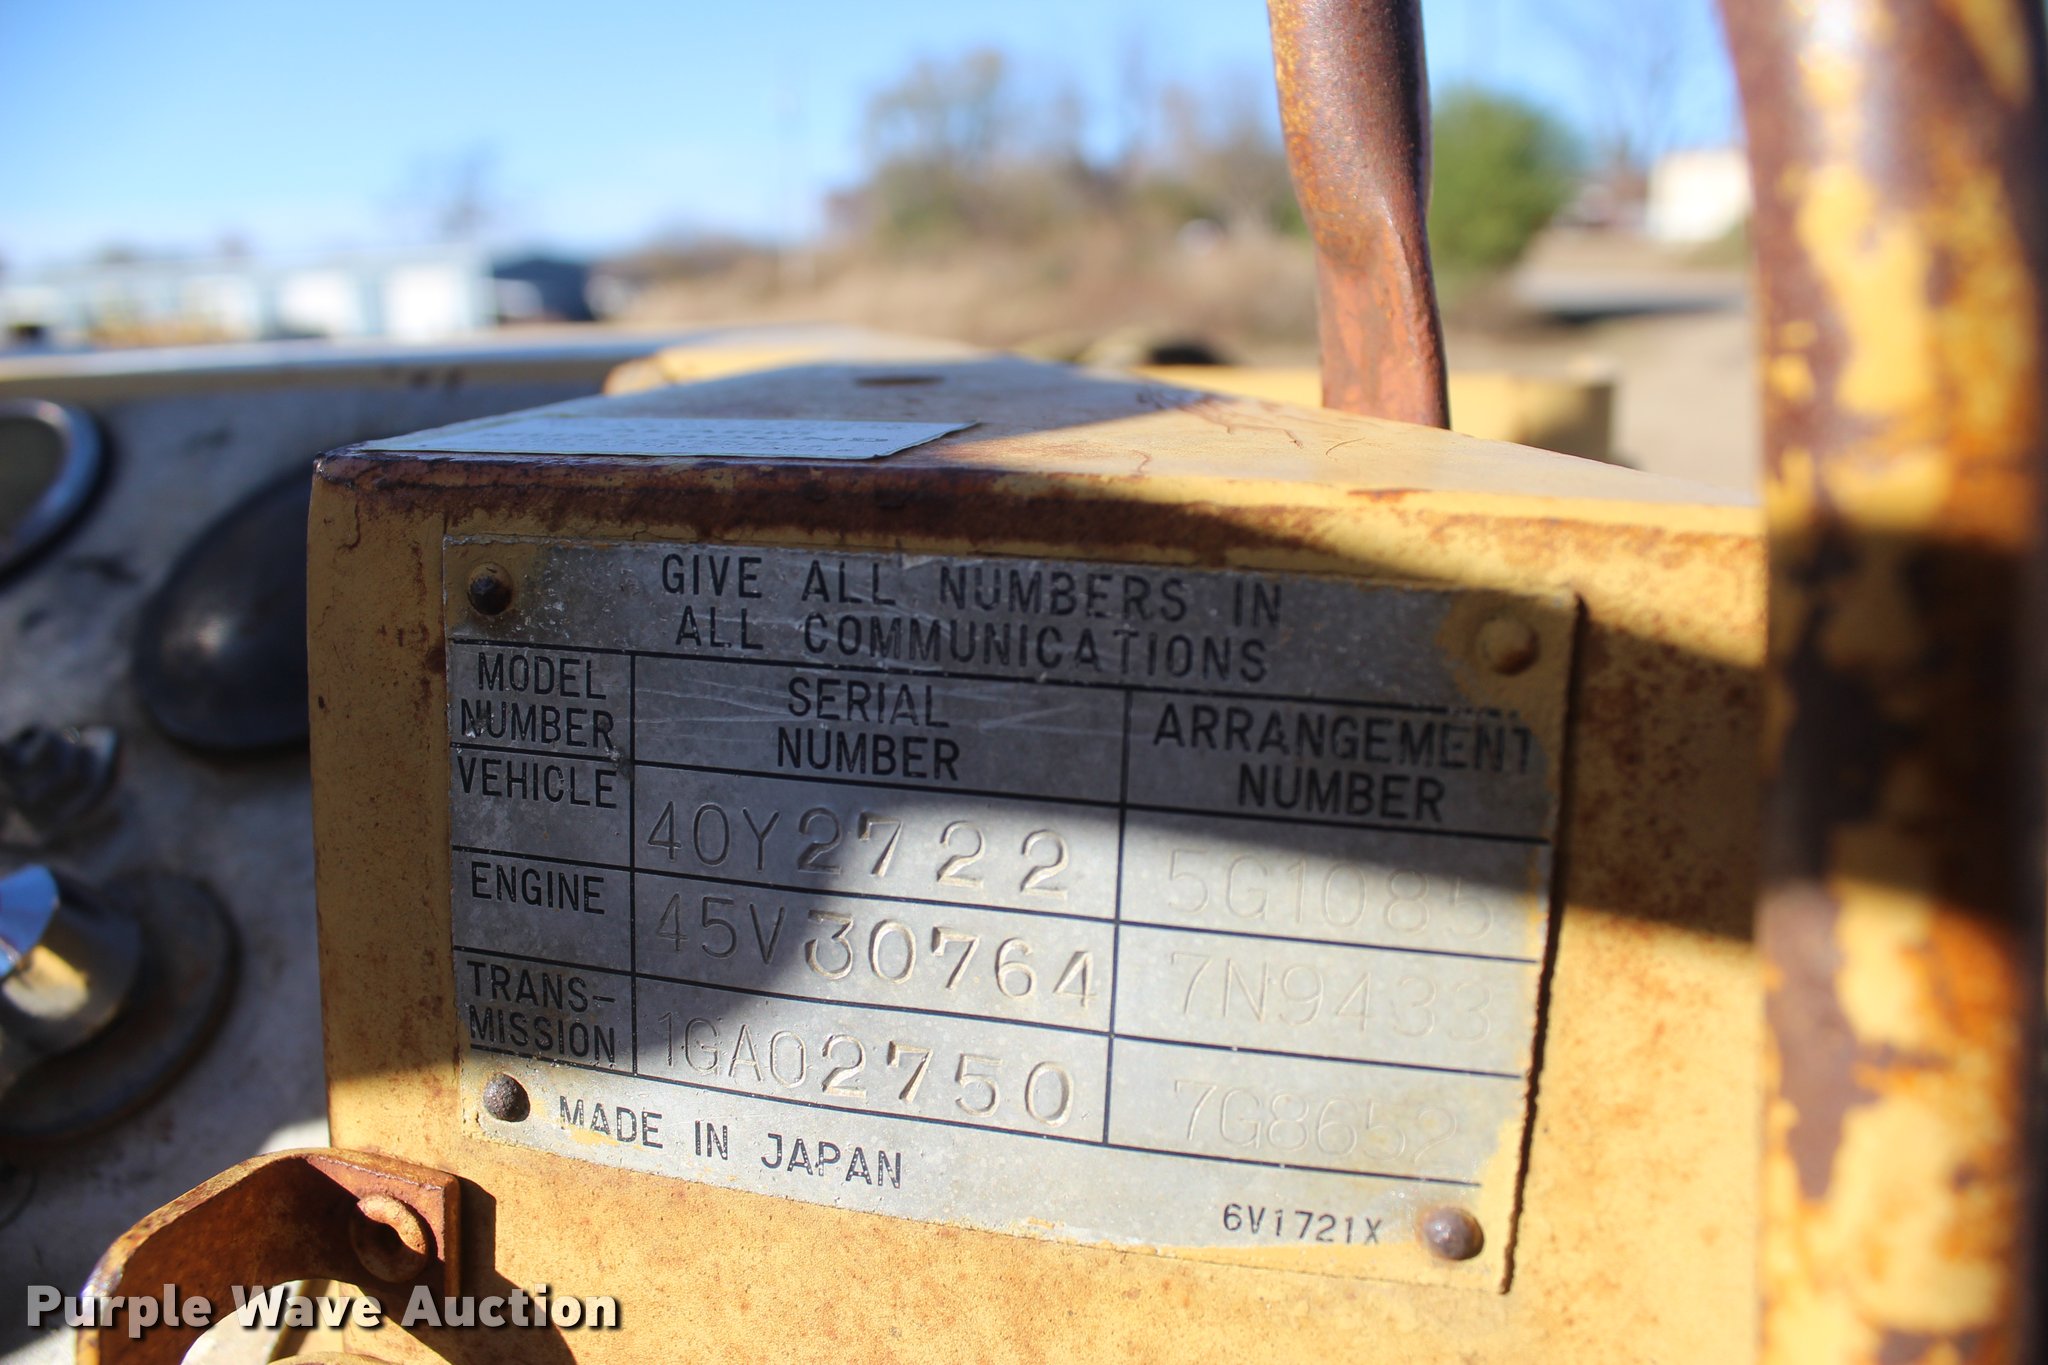 GIVE ALL NUMBERS IN
ALL COMMUNICATIONS
MODEL
NUMBER
SERIAL
NUMBER
ARRANGEMENT
NUMBER
VEHICLE
40Y2722
5G1085
ENGINE
45V30764
7N9433
TRANS-
MISSION
1GA02750
7G8652
MADE IN JAPAN
6V1721X
Purple Wave Auction